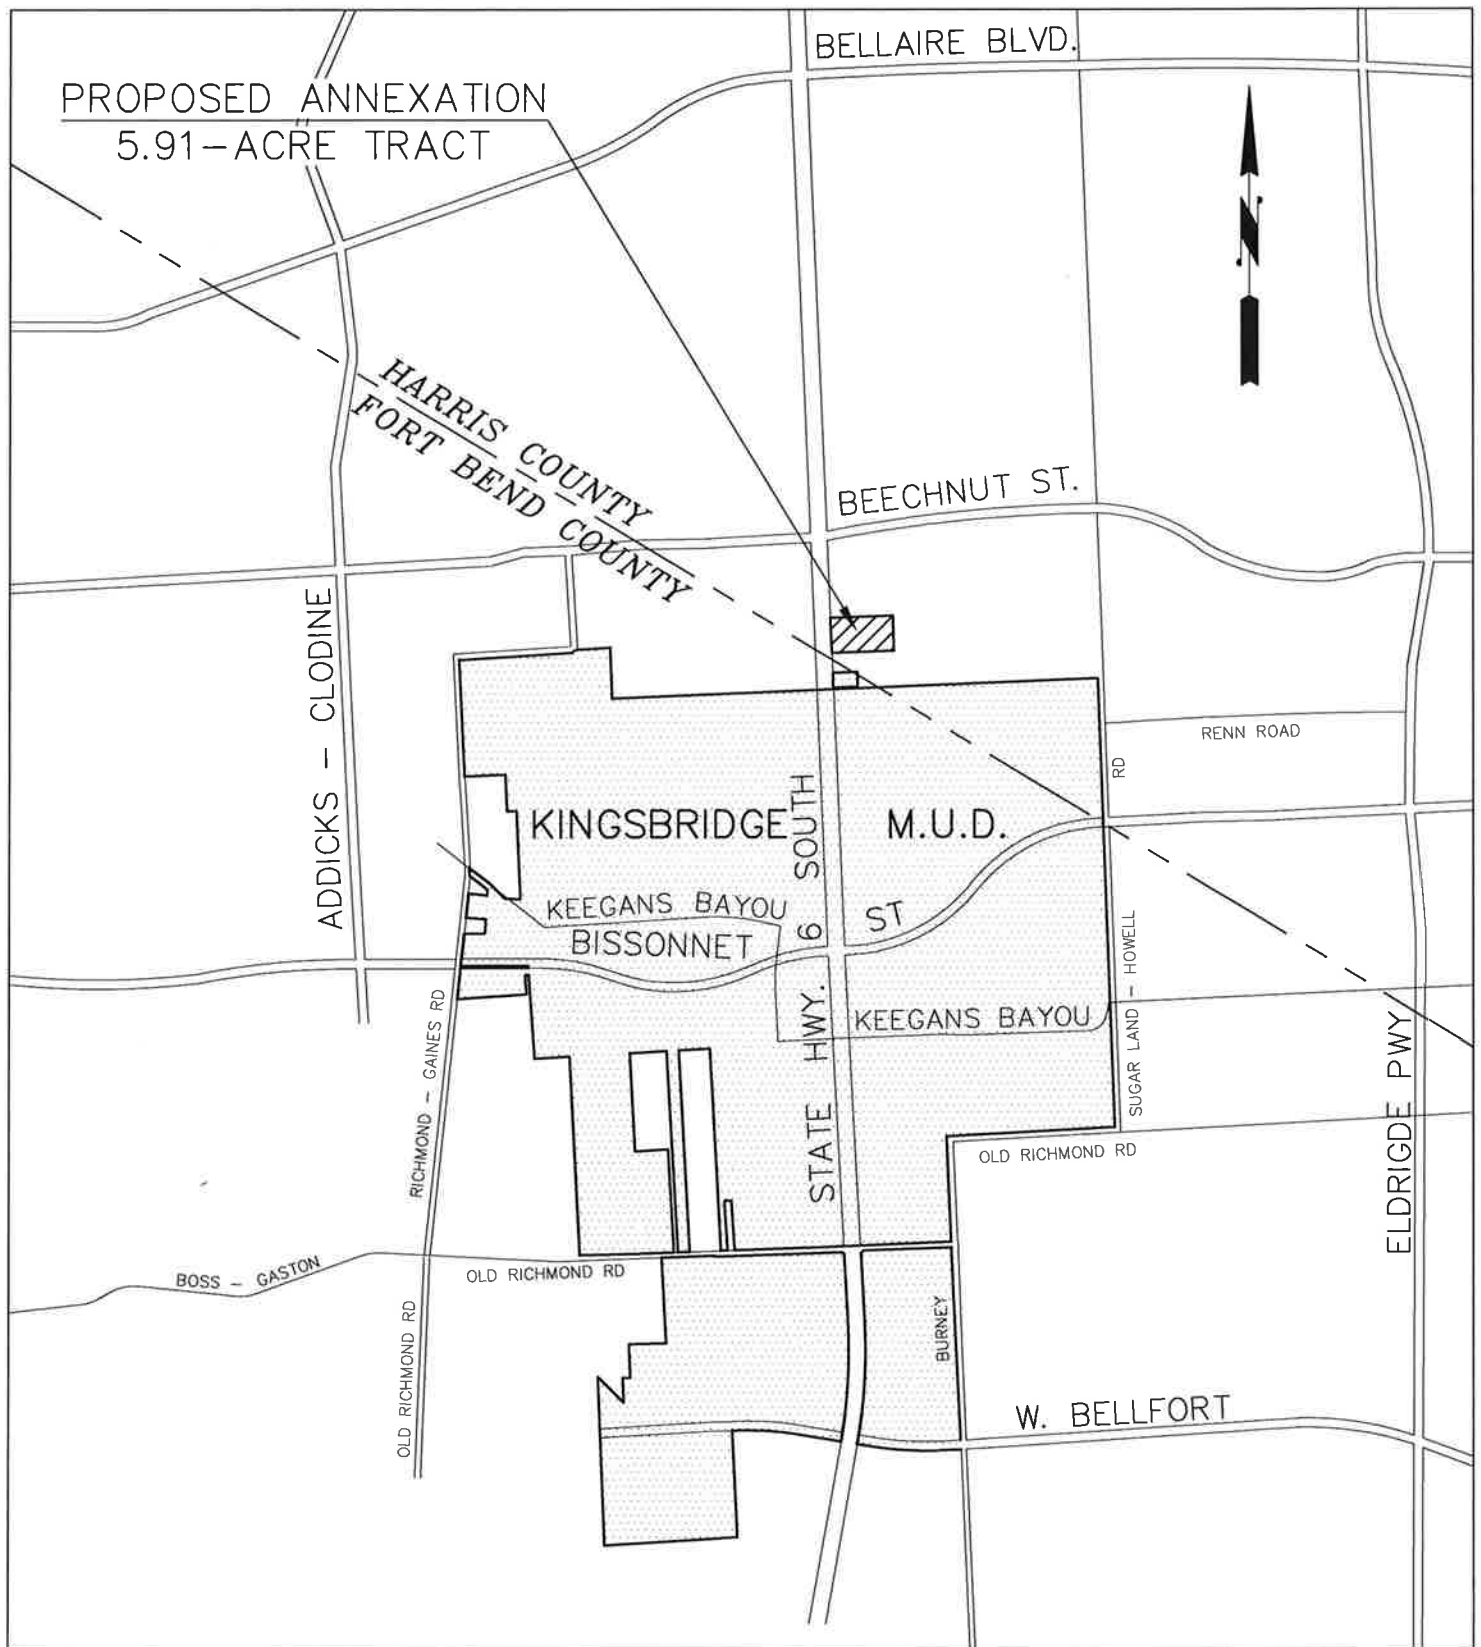 BELLAIRE BLVD.
PROPOSED ANNEXATION
5.91-ACRE TRACT
N
HARRIS COUNTY
FORT BEND COUNTY
BEECHNUT ST.
ADDICKS - CLODINE
RENN ROAD
RD
KINGSBRIDGE M.U.D.
STATE HWY. 6 SOUTH
KEEGANS BAYOU
BISSONNET ST
SUGAR LAND - HOWELL
KEEGANS BAYOU
RICHMOND - GAINES RD
ELDRIGDE PWY
OLD RICHMOND RD
BOSS - GASTON
OLD RICHMOND RD
OLD RICHMOND RD
BURNEY
W. BELLFORT